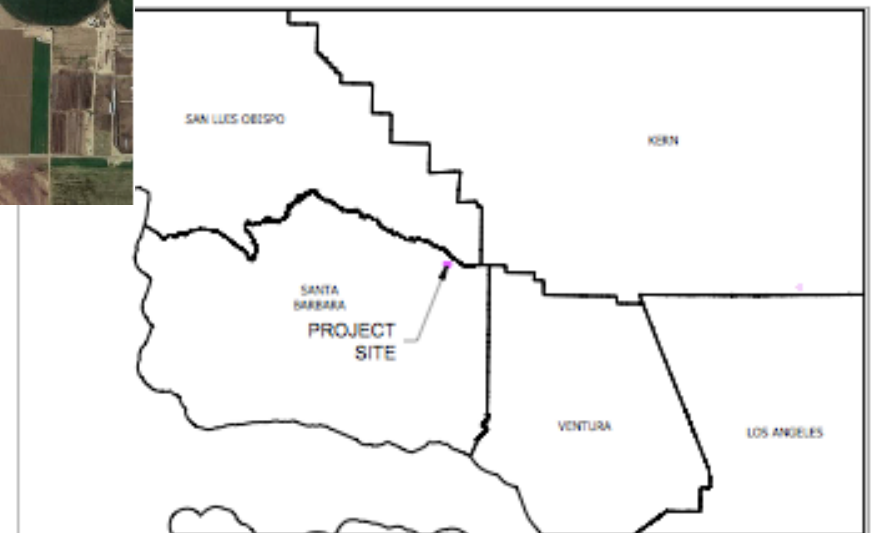 SAN LUIS OBISPO
KERN
SANTA
BARBARA
PROJECT
SITE
VENTURA
LOS ANGELES